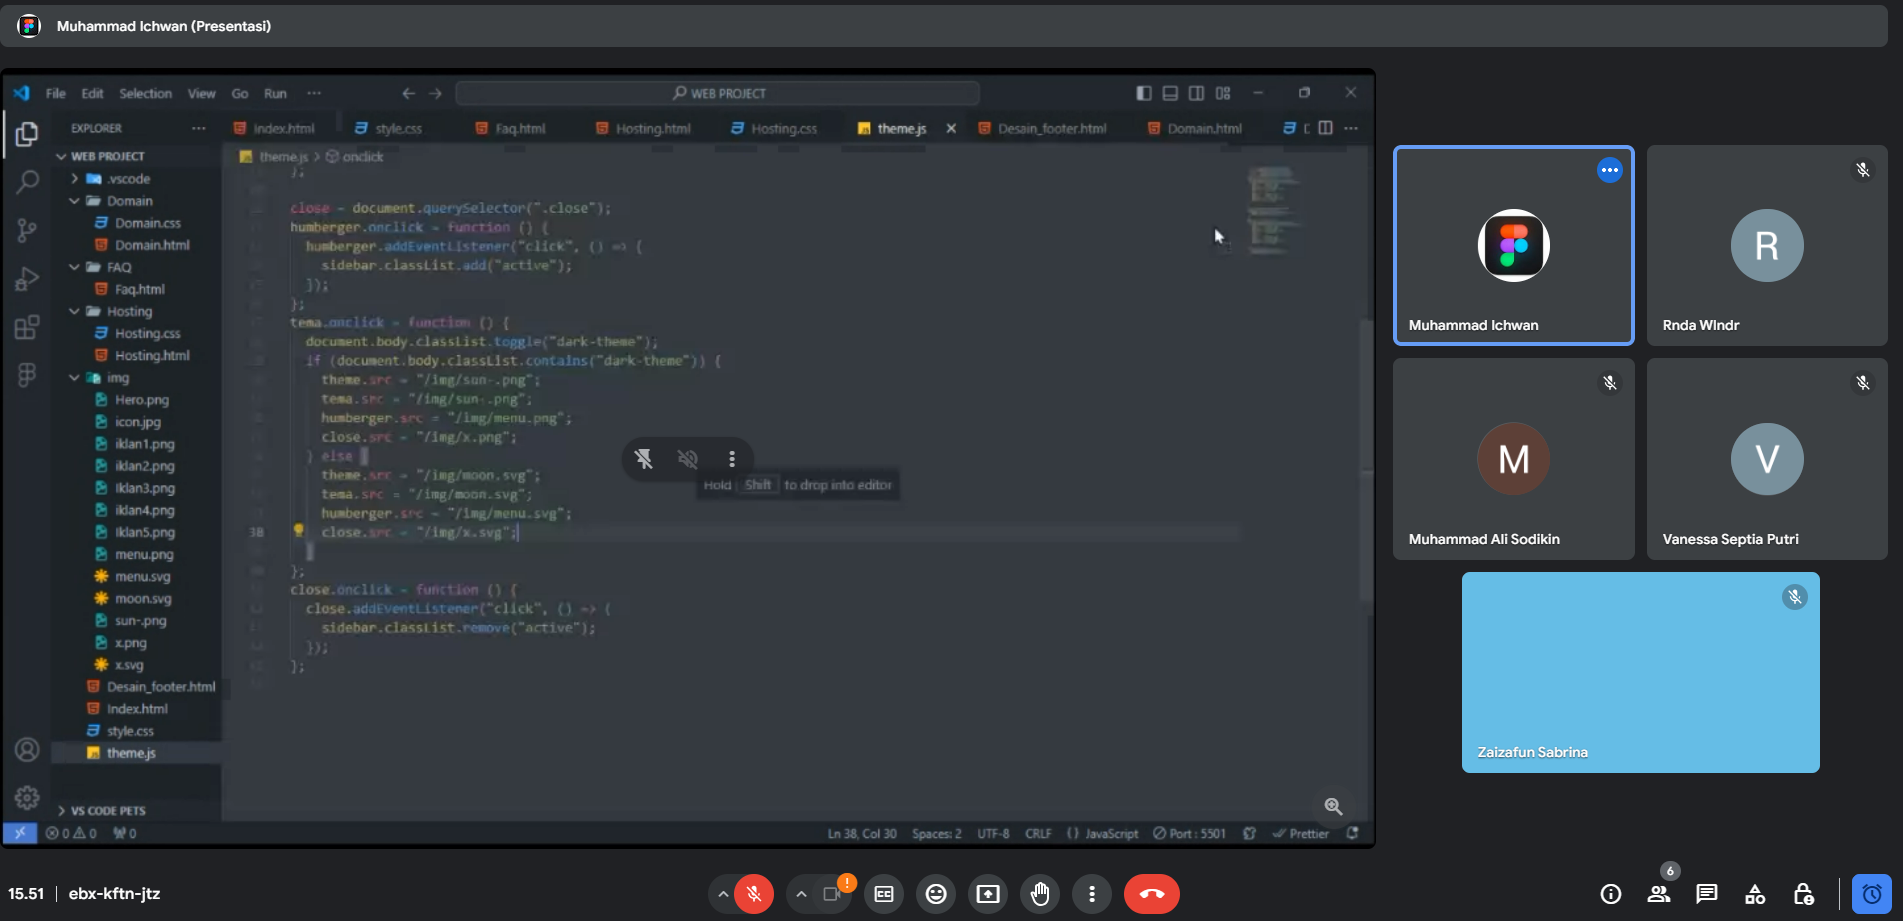 Muhammad Ichwan (Presentasi)
File Edit Selection View Go Run ···
WEB PROJECT
EXPLORER ···
Index.html
style.css
Faq.html
Hosting.html
Hosting.css
theme.js
Desain_footer.html
Domain.html
theme.js > onclick
WEB PROJECT
.vscode
Domain
Domain.css
Domain.html
FAQ
Faq.html
Hosting
Hosting.css
Hosting.html
img
Hero.png
icon.jpg
iklan1.png
iklan2.png
Iklan3.png
iklan4.png
Iklan5.png
menu.png
menu.svg
moon.svg
sun-.png
x.png
x.svg
Desain_footer.html
Index.html
style.css
theme.js
VS CODE PETS
};
close = document.querySelector(".close");
humberger.onclick = function () {
humberger.addEventListener("click", () => {
sidebar.classList.add("active");
});
};
tema.onclick = function () {
document.body.classList.toggle("dark-theme");
if (document.body.classList.contains("dark-theme")) {
theme.src = "/img/sun-.png";
tema.src = "/img/sun-.png";
humberger.src = "/img/menu.png";
close.src = "/img/x.png";
} else {
theme.src = "/img/moon.svg";
tema.src = "/img/moon.svg";
humberger.src = "/img/menu.svg";
38 close.src = "/img/x.svg";
}
};
close.onclick = function () {
close.addEventListener("click", () => {
sidebar.classList.remove("active");
});
};
Hold Shift to drop into editor
0 0 0
Ln 38, Col 30 Spaces: 2 UTF-8 CRLF {} JavaScript Port : 5501 Prettier
Muhammad Ichwan
R
Rnda WIndr
M
Muhammad Ali Sodikin
V
Vanessa Septia Putri
Zaizafun Sabrina
15.51 | ebx-kftn-jtz
CC
6